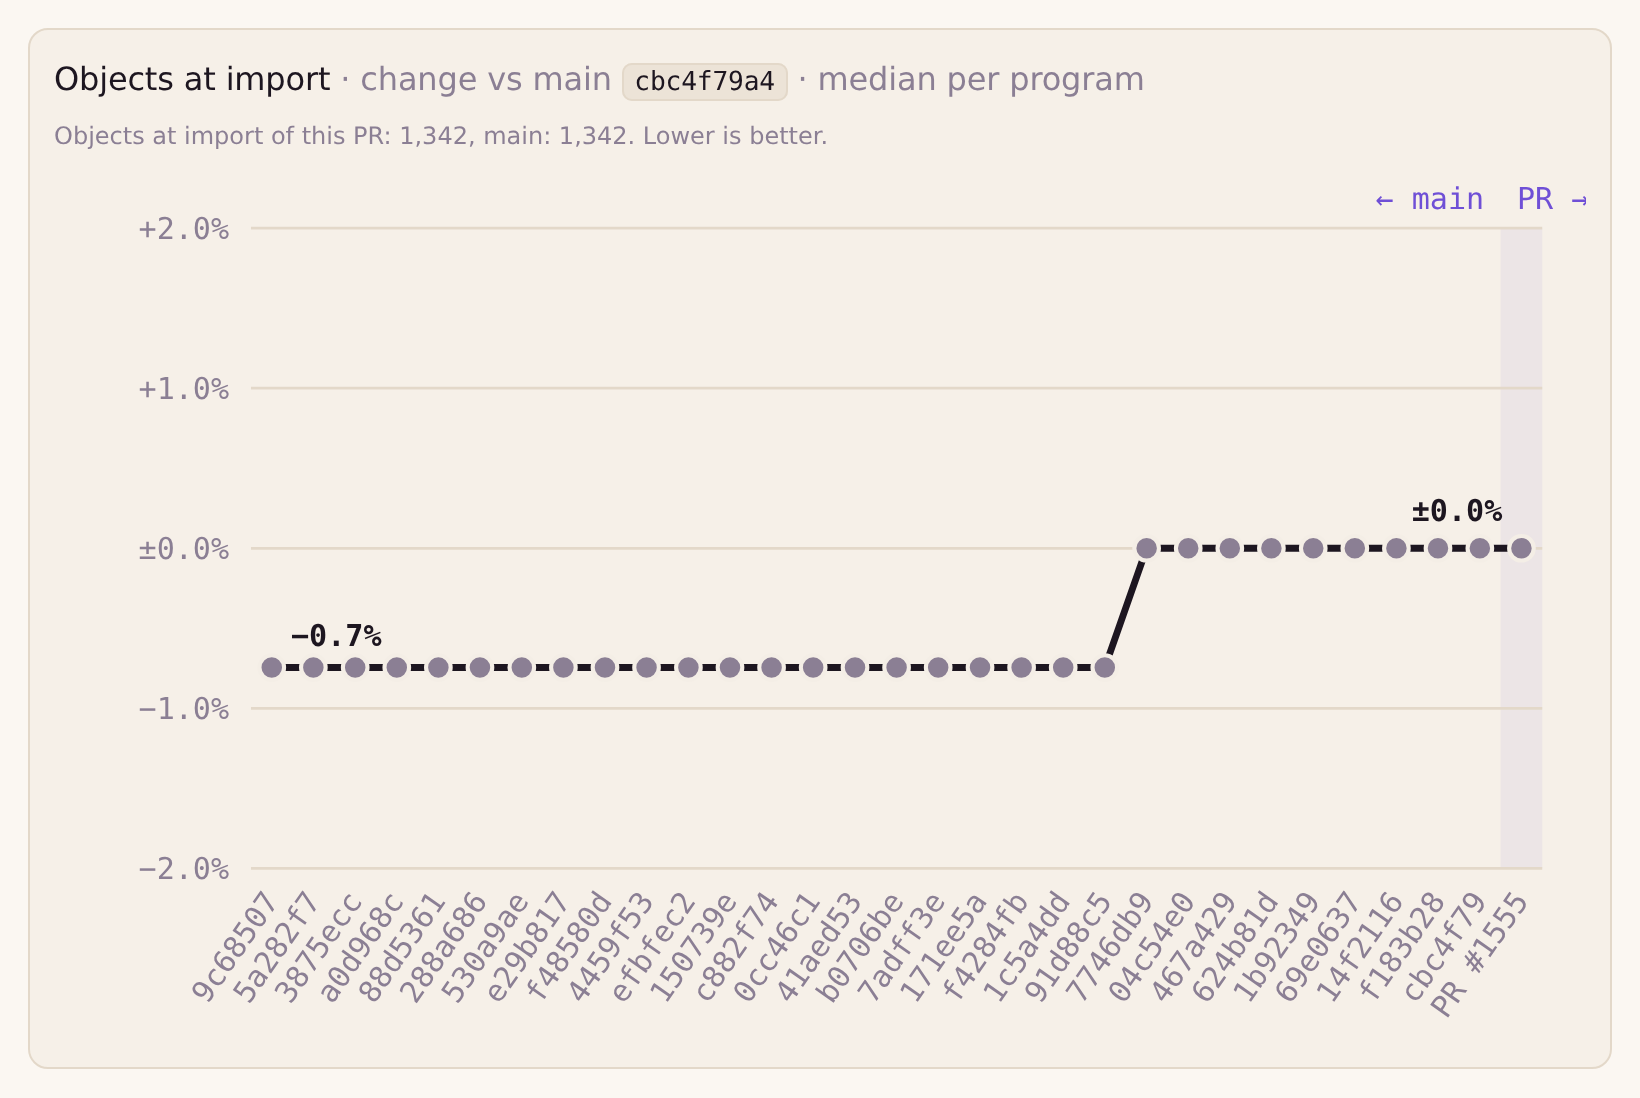 Objects at import · change vs main cbc4f79a4 · median per program
Objects at import of this PR: 1,342, main: 1,342. Lower is better.
← main PR →
+2.0%
+1.0%
±0.0%
−1.0%
−2.0%
±0.0%
−0.7%
9c68507
5a282f7
3875ecc
a0d968c
88d5361
288a686
530a9ae
e29b817
f48580d
4459f53
efbfec2
150739e
c882f74
0cc46c1
41aed53
b0706be
7adff3e
171ee5a
f4284fb
1c5a4dd
91d88c5
7746db9
04c54e0
467a429
624b81d
1b92349
69e0637
14f2116
f183b28
cbc4f79
PR #1555